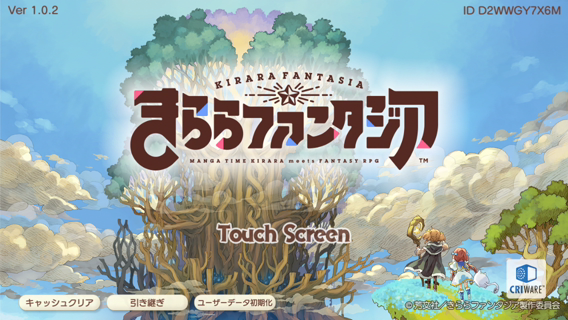 Ver 1.0.2
ID D2WWGY7X6M
KIRARA FANTASIA
きららファンタジア
TM
MANGA TIME KIRARA meets FANTASY RPG
Touch Screen
CRIWARE™
キャッシュクリア
引き継ぎ
ユーザーデータ初期化
©芳文社／きららファンタジア製作委員会